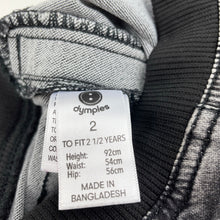 dymples
2
TO FIT 2 1/2 YEARS
Height: 92cm
Waist: 54cm
Hip: 56cm
MADE IN
BANGLADESH